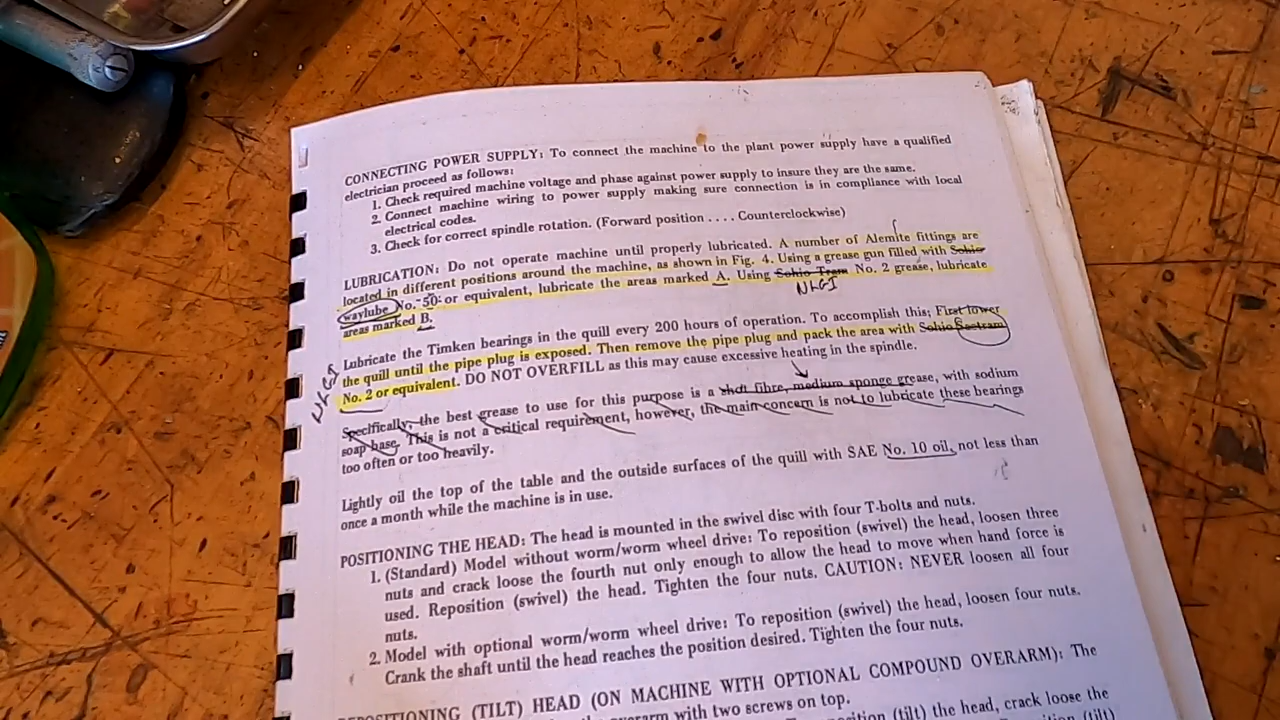 CONNECTING POWER SUPPLY: To connect the machine to the plant power supply have a qualified
electrician proceed as follows:
1. Check required machine voltage and phase against power supply to insure they are the same.
2. Connect machine wiring to power supply making sure connection is in compliance with local
electrical codes.
3. Check for correct spindle rotation. (Forward position .... Counterclockwise)
LUBRICATION: Do not operate machine until properly lubricated. A number of Alemite fittings are
located in different positions around the machine, as shown in Fig. 4. Using a grease gun filled with Sohio
waylube No.-50- or equivalent, lubricate the areas marked A. Using Sohio Tram No. 2 grease, lubricate
NLGI
areas marked B.
Lubricate the Timken bearings in the quill every 200 hours of operation. To accomplish this; First lower
the quill until the pipe plug is exposed. Then remove the pipe plug and pack the area with Sohio Bestram
NLGI
No. 2 or equivalent. DO NOT OVERFILL as this may cause excessive heating in the spindle.
Specifically, the best grease to use for this purpose is a shot fibre, medium sponge grease, with sodium
soap base. This is not a critical requirement, however, the main concern is not to lubricate these bearings
too often or too heavily.
Lightly oil the top of the table and the outside surfaces of the quill with SAE No. 10 oil, not less than
once a month while the machine is in use.
POSITIONING THE HEAD: The head is mounted in the swivel disc with four T-bolts and nuts.
1. (Standard) Model without worm/worm wheel drive: To reposition (swivel) the head, loosen three
nuts and crack loose the fourth nut only enough to allow the head to move when hand force is
used. Reposition (swivel) the head. Tighten the four nuts. CAUTION: NEVER loosen all four
nuts.
2. Model with optional worm/worm wheel drive: To reposition (swivel) the head, loosen four nuts.
Crank the shaft until the head reaches the position desired. Tighten the four nuts.
(TILT) HEAD (ON MACHINE WITH OPTIONAL COMPOUND OVERARM): The
with two screws on top.
(tilt) the head, crack loose the
(tilt)